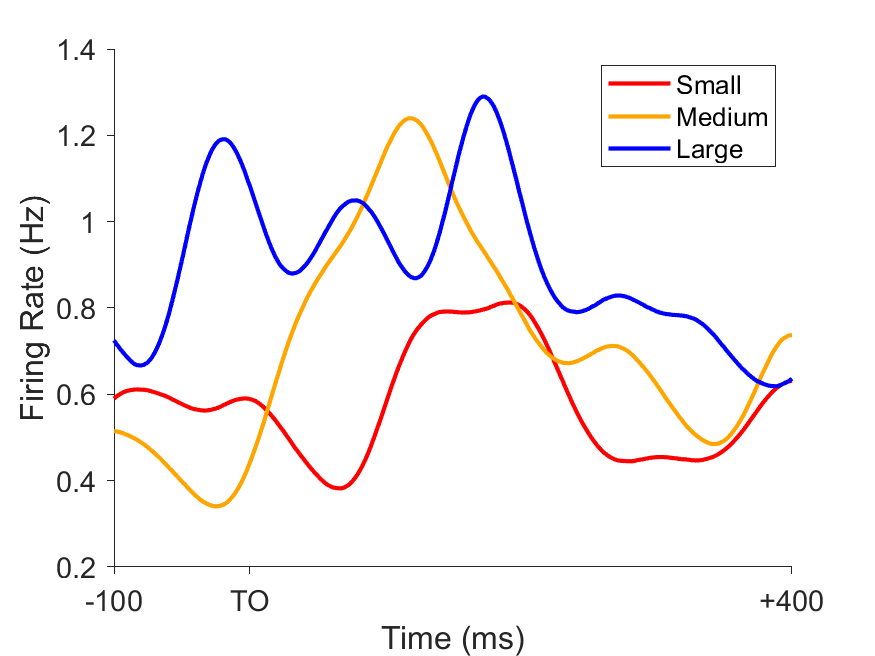 1.4
1.2
1
0.8
0.6
0.4
0.2
Firing Rate (Hz)
Small
Medium
Large
-100
TO
+400
Time (ms)